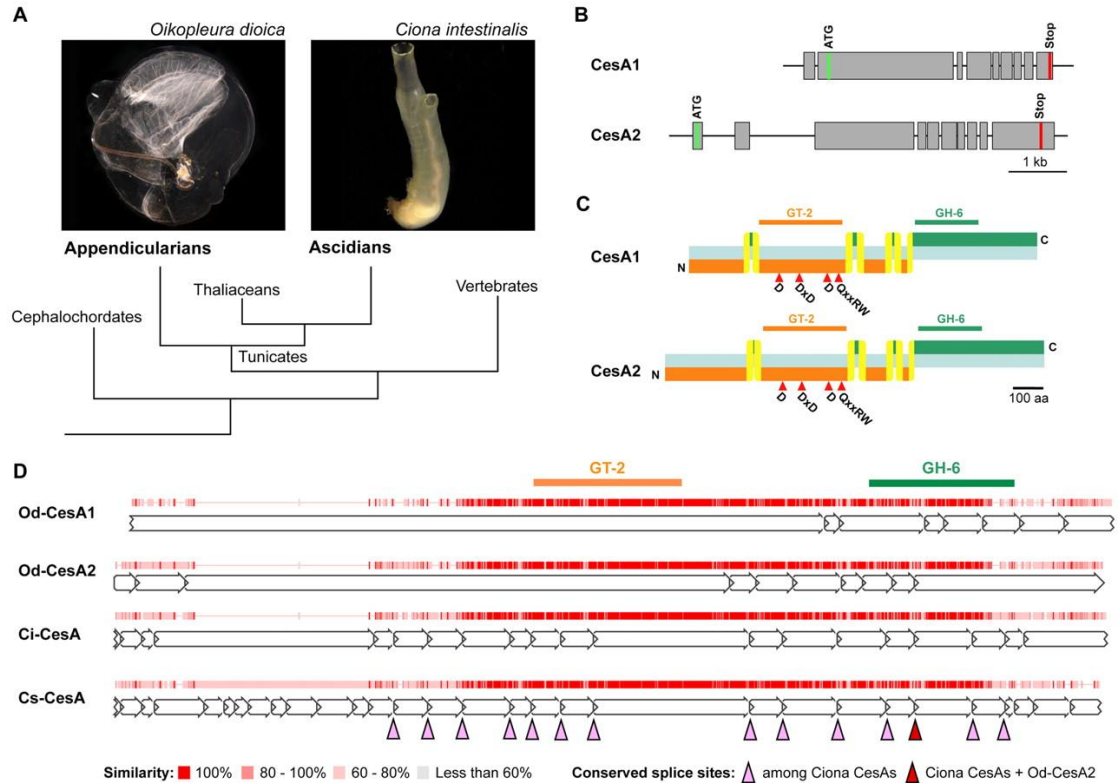 A
Oikopleura dioica
Ciona intestinalis
Appendicularians
Ascidians
Thaliaceans
Vertebrates
Cephalochordates
Tunicates
B
CesA1
ATG
Stop
CesA2
ATG
Stop
1 kb
C
GT-2
GH-6
CesA1
N
C
D
DxD
D
QxxRW
GT-2
GH-6
CesA2
N
C
D
DxD
D
QxxRW
100 aa
D
GT-2
GH-6
Od-CesA1
Od-CesA2
Ci-CesA
Cs-CesA
Similarity: 100% 80 - 100% 60 - 80% Less than 60% Conserved splice sites: among Ciona CesAs Ciona CesAs + Od-CesA2